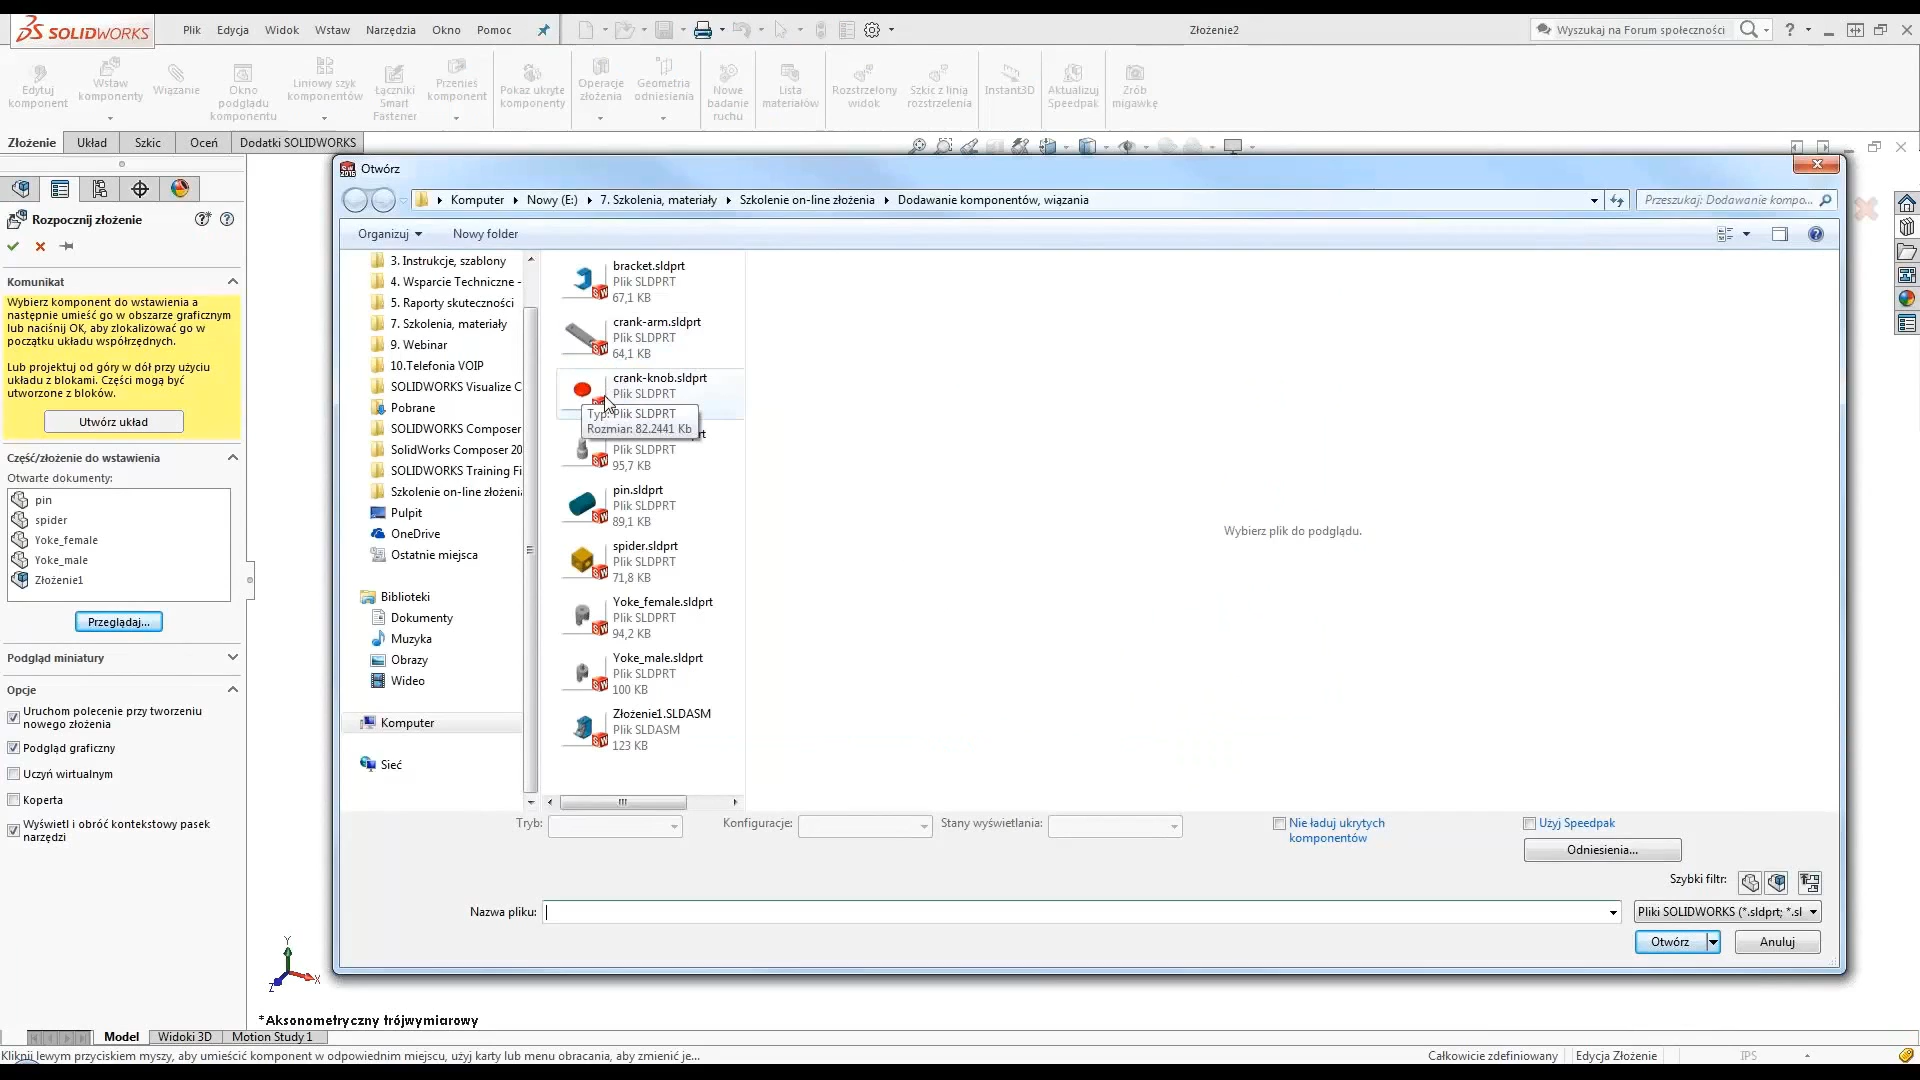 SOLIDWORKS
Plik Edycja Widok Wstaw Narzędzia Okno Pomoc
Złożenie2
Wyszukaj na Forum społeczności
Edytuj komponent
Wstaw komponenty
Wiązanie
Okno podglądu komponentu
Liniowy szyk komponentów
Łączniki Smart Fastener
Przenieś komponent
Pokaż ukryte komponenty
Operacje złożenia
Geometria odniesienia
Nowe badanie ruchu
Lista materiałów
Rozstrzelony widok
Szkic z linią rozstrzelenia
Instant3D
Aktualizuj Speedpak
Zrób migawkę
Złożenie Układ Szkic Oceń Dodatki SOLIDWORKS
Rozpocznij złożenie
Komunikat
Wybierz komponent do wstawienia a
następnie umieść go w obszarze graficznym
lub naciśnij OK, aby zlokalizować go w
początku układu współrzędnych.
Lub projektuj od góry w dół przy użyciu
układu z blokami. Części mogą być
utworzone z bloków.
Utwórz układ
Część/złożenie do wstawienia
Otwarte dokumenty:
pin
spider
Yoke_female
Yoke_male
Złożenie1
Przeglądaj...
Podgląd miniatury
Opcje
Uruchom polecenie przy tworzeniu
nowego złożenia
Podgląd graficzny
Uczyń wirtualnym
Koperta
Wyświetl i obróć kontekstowy pasek
narzędzi
Otwórz
Komputer Nowy (E:) 7. Szkolenia, materiały Szkolenie on-line złożenia Dodawanie komponentów, wiązania
Przeszukaj: Dodawanie kompo...
Organizuj Nowy folder
3. Instrukcje, szablony
4. Wsparcie Techniczne -
5. Raporty skuteczności
7. Szkolenia, materiały
9. Webinar
10.Telefonia VOIP
SOLIDWORKS Visualize C
Pobrane
SOLIDWORKS Composer
SolidWorks Composer 20
SOLIDWORKS Training Fi
Szkolenie on-line złożeni
Pulpit
OneDrive
Ostatnie miejsca
Biblioteki
Dokumenty
Muzyka
Obrazy
Wideo
Komputer
Sieć
bracket.sldprt
Plik SLDPRT
67,1 KB
crank-arm.sldprt
Plik SLDPRT
64,1 KB
crank-knob.sldprt
Plik SLDPRT
Typ: Plik SLDPRT
Rozmiar: 82.2441 Kb
Plik SLDPRT
95,7 KB
pin.sldprt
Plik SLDPRT
89,1 KB
spider.sldprt
Plik SLDPRT
71,8 KB
Yoke_female.sldprt
Plik SLDPRT
94,2 KB
Yoke_male.sldprt
Plik SLDPRT
100 KB
Złożenie1.SLDASM
Plik SLDASM
123 KB
Wybierz plik do podglądu.
Tryb: Konfiguracje: Stany wyświetlania:
Nie ładuj ukrytych
komponentów
Użyj Speedpak
Odniesienia...
Szybki filtr:
Nazwa pliku:
Pliki SOLIDWORKS (*.sldprt; *.sl
Otwórz Anuluj
Y
X
Z
*Aksonometryczny trójwymiarowy
Model Widoki 3D Motion Study 1
Kliknij lewym przyciskiem myszy, aby umieścić komponent w odpowiednim miejscu, użyj karty lub menu obracania, aby zmienić je...
Całkowicie zdefiniowany Edycja Złożenie IPS